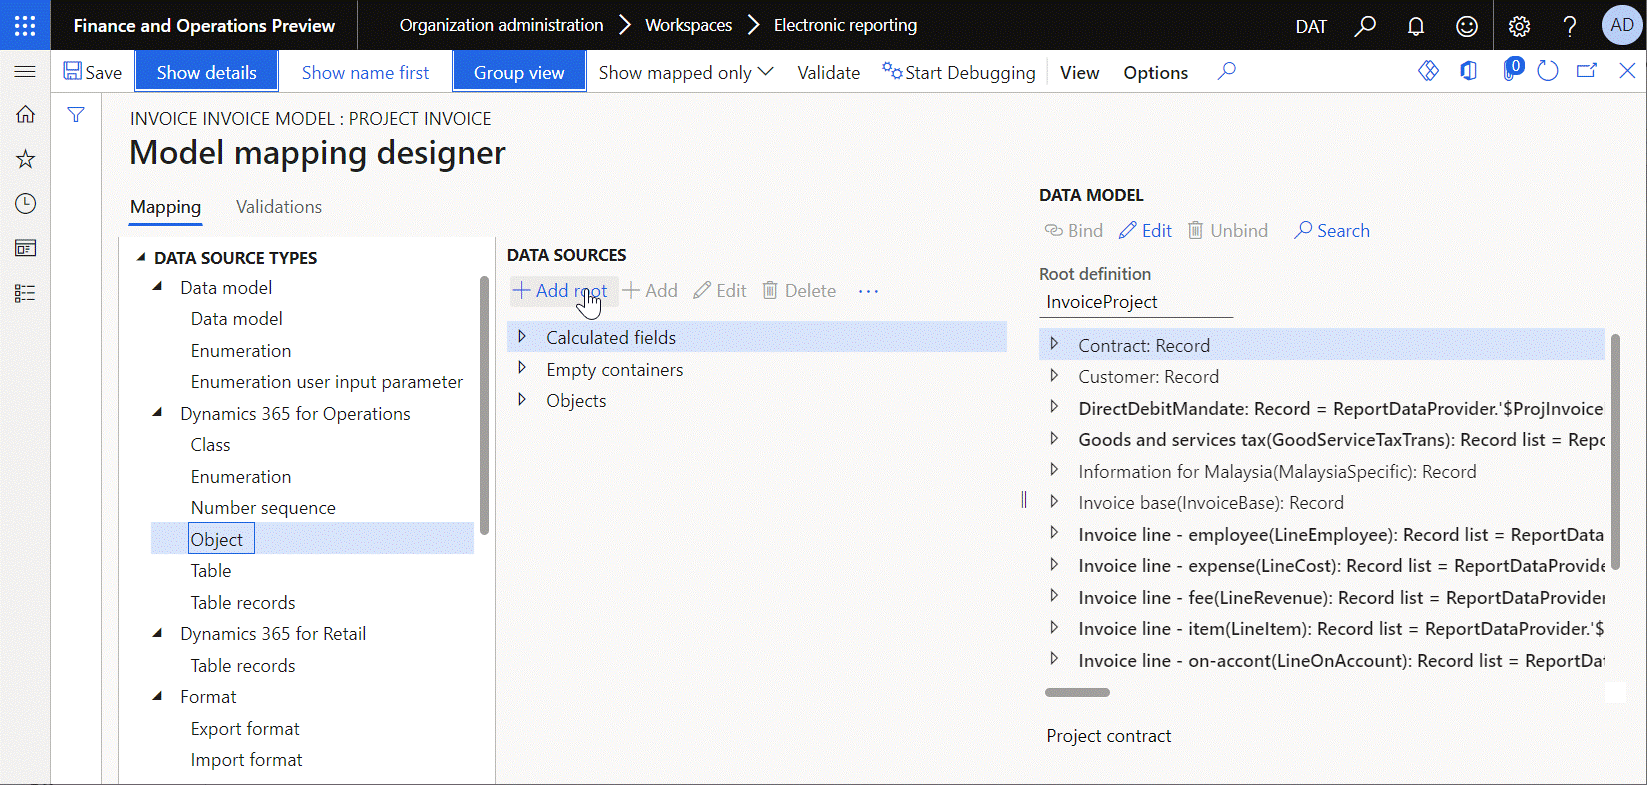 Finance and Operations Preview
Organization administration > Workspaces > Electronic reporting
DAT
AD
Save
Show details
Show name first
Group view
Show mapped only
Validate
Start Debugging
View
Options
0
INVOICE INVOICE MODEL : PROJECT INVOICE
Model mapping designer
Mapping
Validations
DATA SOURCE TYPES
Data model
Data model
Enumeration
Enumeration user input parameter
Dynamics 365 for Operations
Class
Enumeration
Number sequence
Object
Table
Table records
Dynamics 365 for Retail
Table records
Format
Export format
Import format
DATA SOURCES
Add root
Add
Edit
Delete
...
Calculated fields
Empty containers
Objects
DATA MODEL
Bind
Edit
Unbind
Search
Root definition
InvoiceProject
Contract: Record
Customer: Record
DirectDebitMandate: Record = ReportDataProvider.'$ProjInvoice
Goods and services tax(GoodServiceTaxTrans): Record list = Repo
Information for Malaysia(MalaysiaSpecific): Record
Invoice base(InvoiceBase): Record
Invoice line - employee(LineEmployee): Record list = ReportData
Invoice line - expense(LineCost): Record list = ReportDataProvide
Invoice line - fee(LineRevenue): Record list = ReportDataProvider
Invoice line - item(LineItem): Record list = ReportDataProvider.'$
Invoice line - on-accont(LineOnAccount): Record list = ReportDat
Project contract